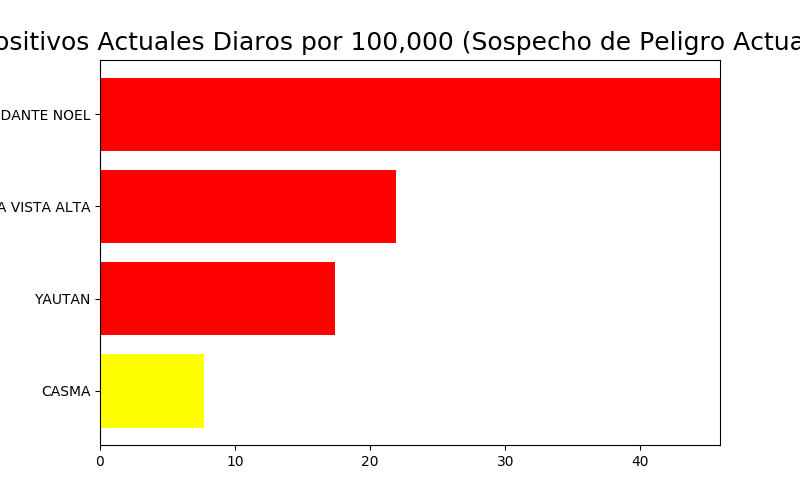 ositivos Actuales Diaros por 100,000 (Sospecho de Peligro Actua
DANTE NOEL
A VISTA ALTA
YAUTAN
CASMA
0 10 20 30 40